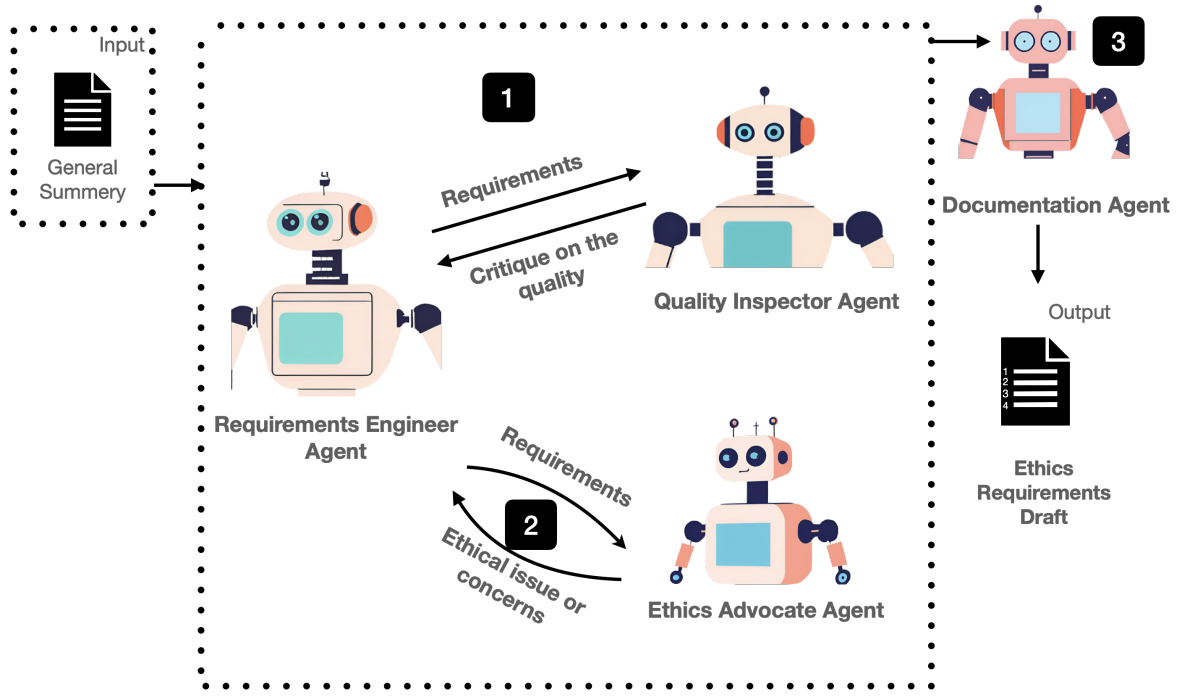 Input
General
Summery
1
Requirements
Critique on the
quality
Requirements Engineer
Agent
Quality Inspector Agent
Requirements
2
Ethical issue or
concerns
Ethics Advocate Agent
3
Documentation Agent
Output
1
2
3
4
Ethics
Requirements
Draft